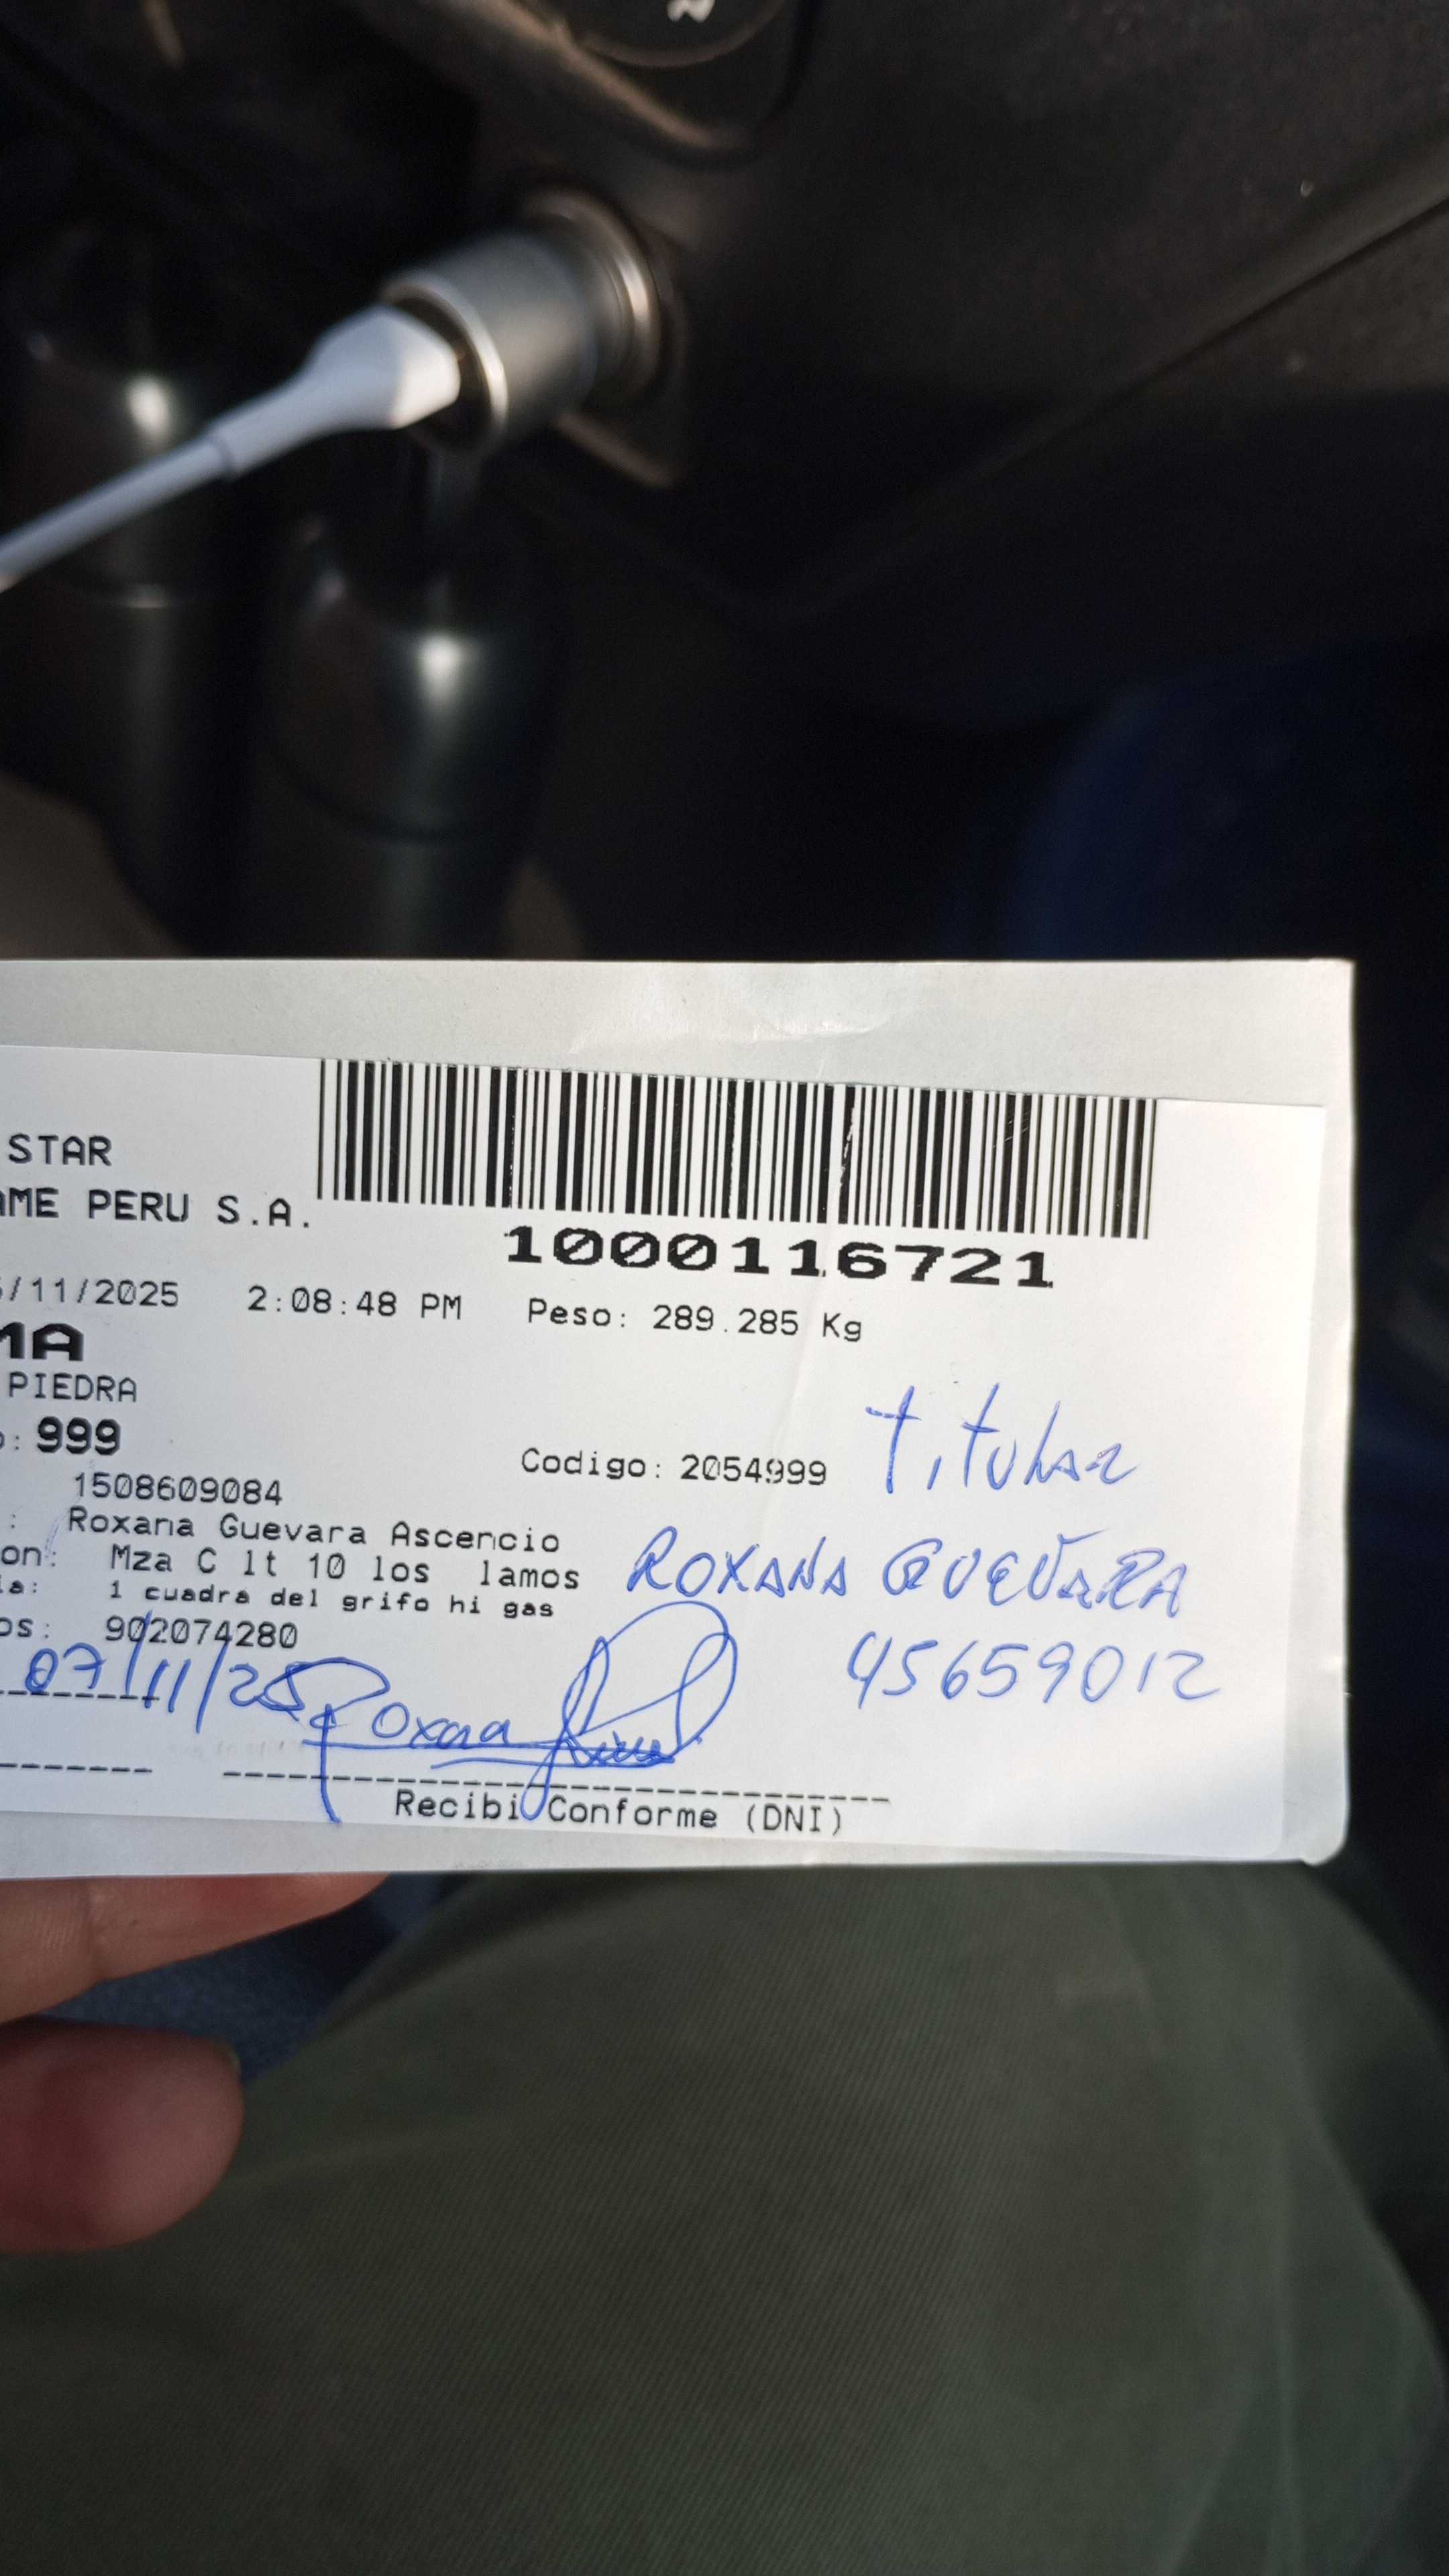 STAR
AME PERU S.A.
1000116721
/11/2025 2:08:48 PM Peso: 289.285 Kg
MA
PIEDRA
: 999
Codigo: 2054999 Titular
1508609084
: Roxana Guevara Ascencio
on: Mza C lt 10 los lamos ROXANA GUEVARA
ia: 1 cuadra del grifo hi gas
os: 902074280 45659012
07/11/25 Roxana
Recibi Conforme (DNI)